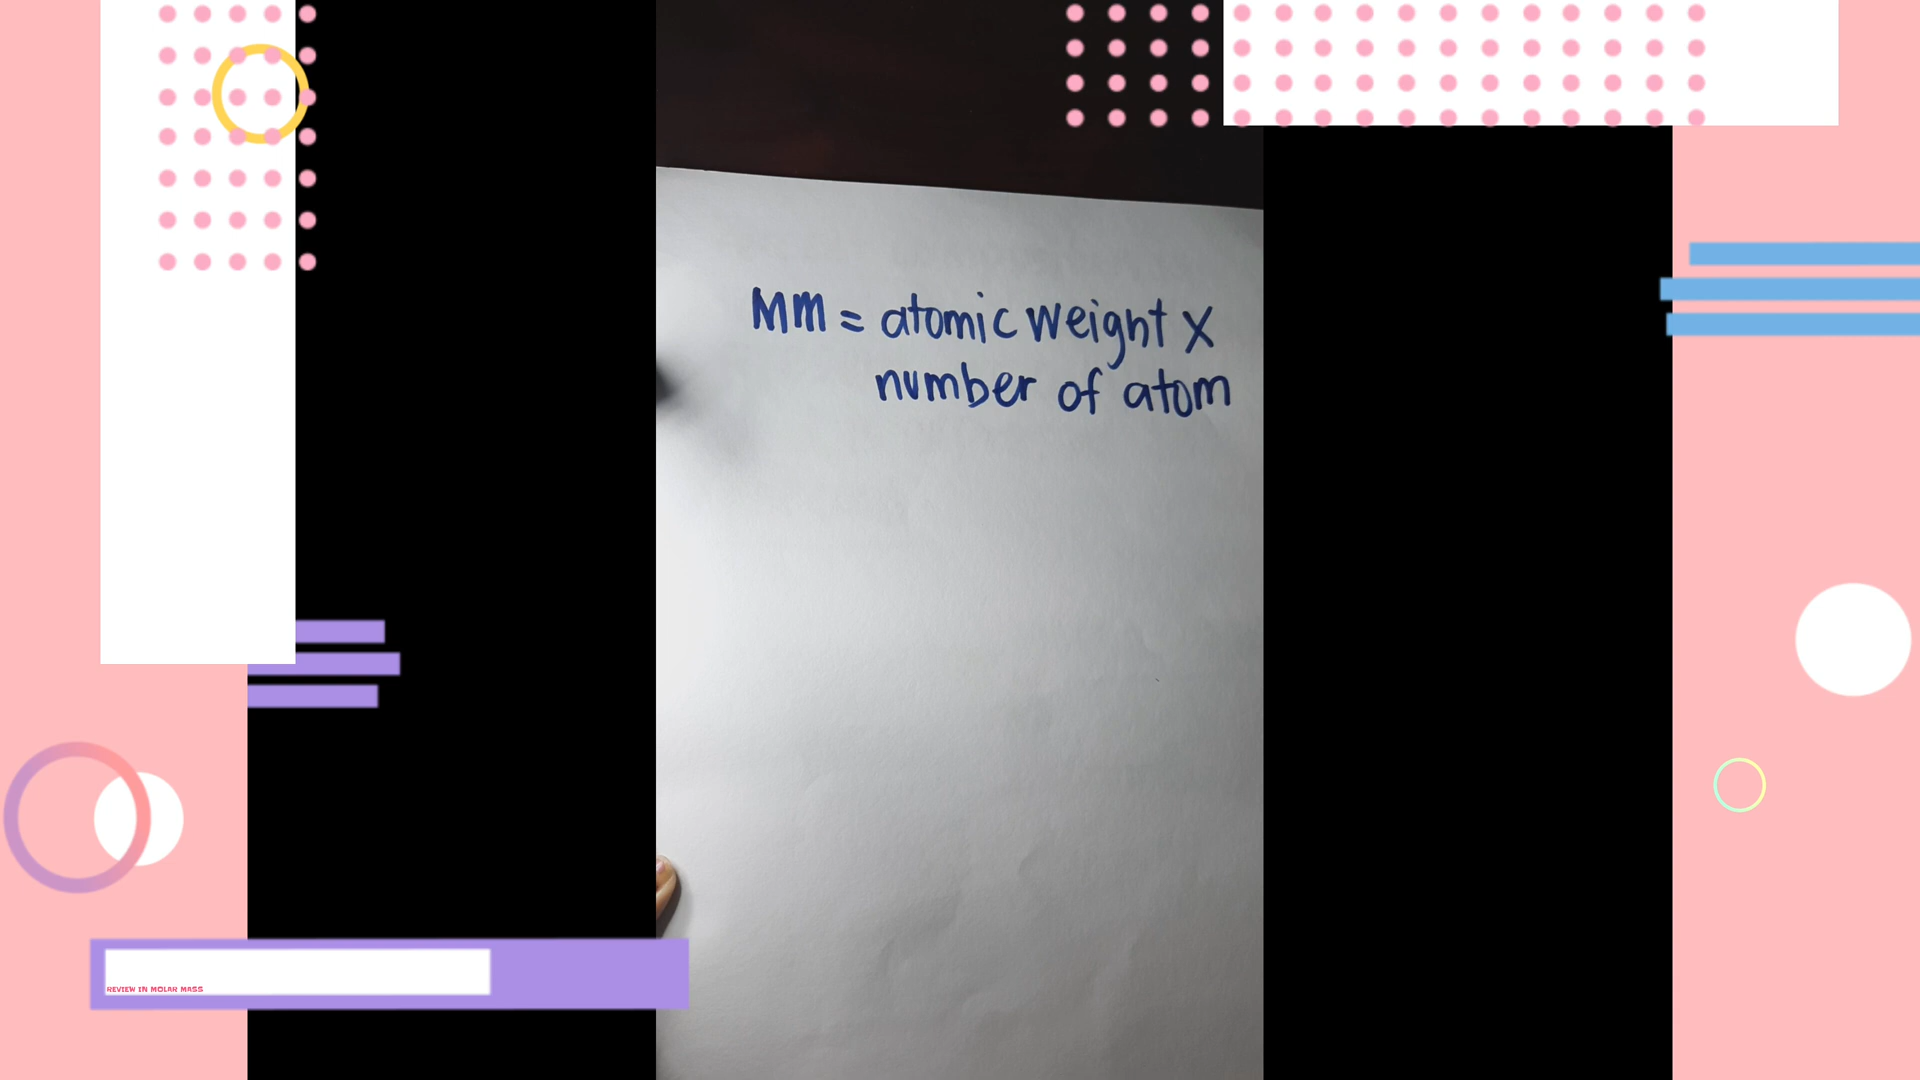 MM = atomic weight X
number of atom
REVIEW IN MOLAR MASS